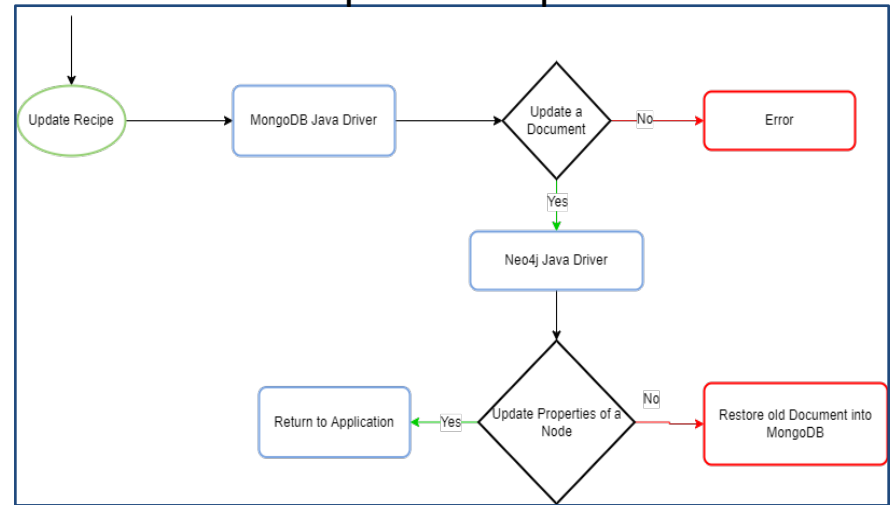 Update Recipe
MongoDB Java Driver
Update a
Document
No
Error
Yes
Neo4j Java Driver
Return to Application
Yes
Update Properties of a
Node
No
Restore old Document into
MongoDB